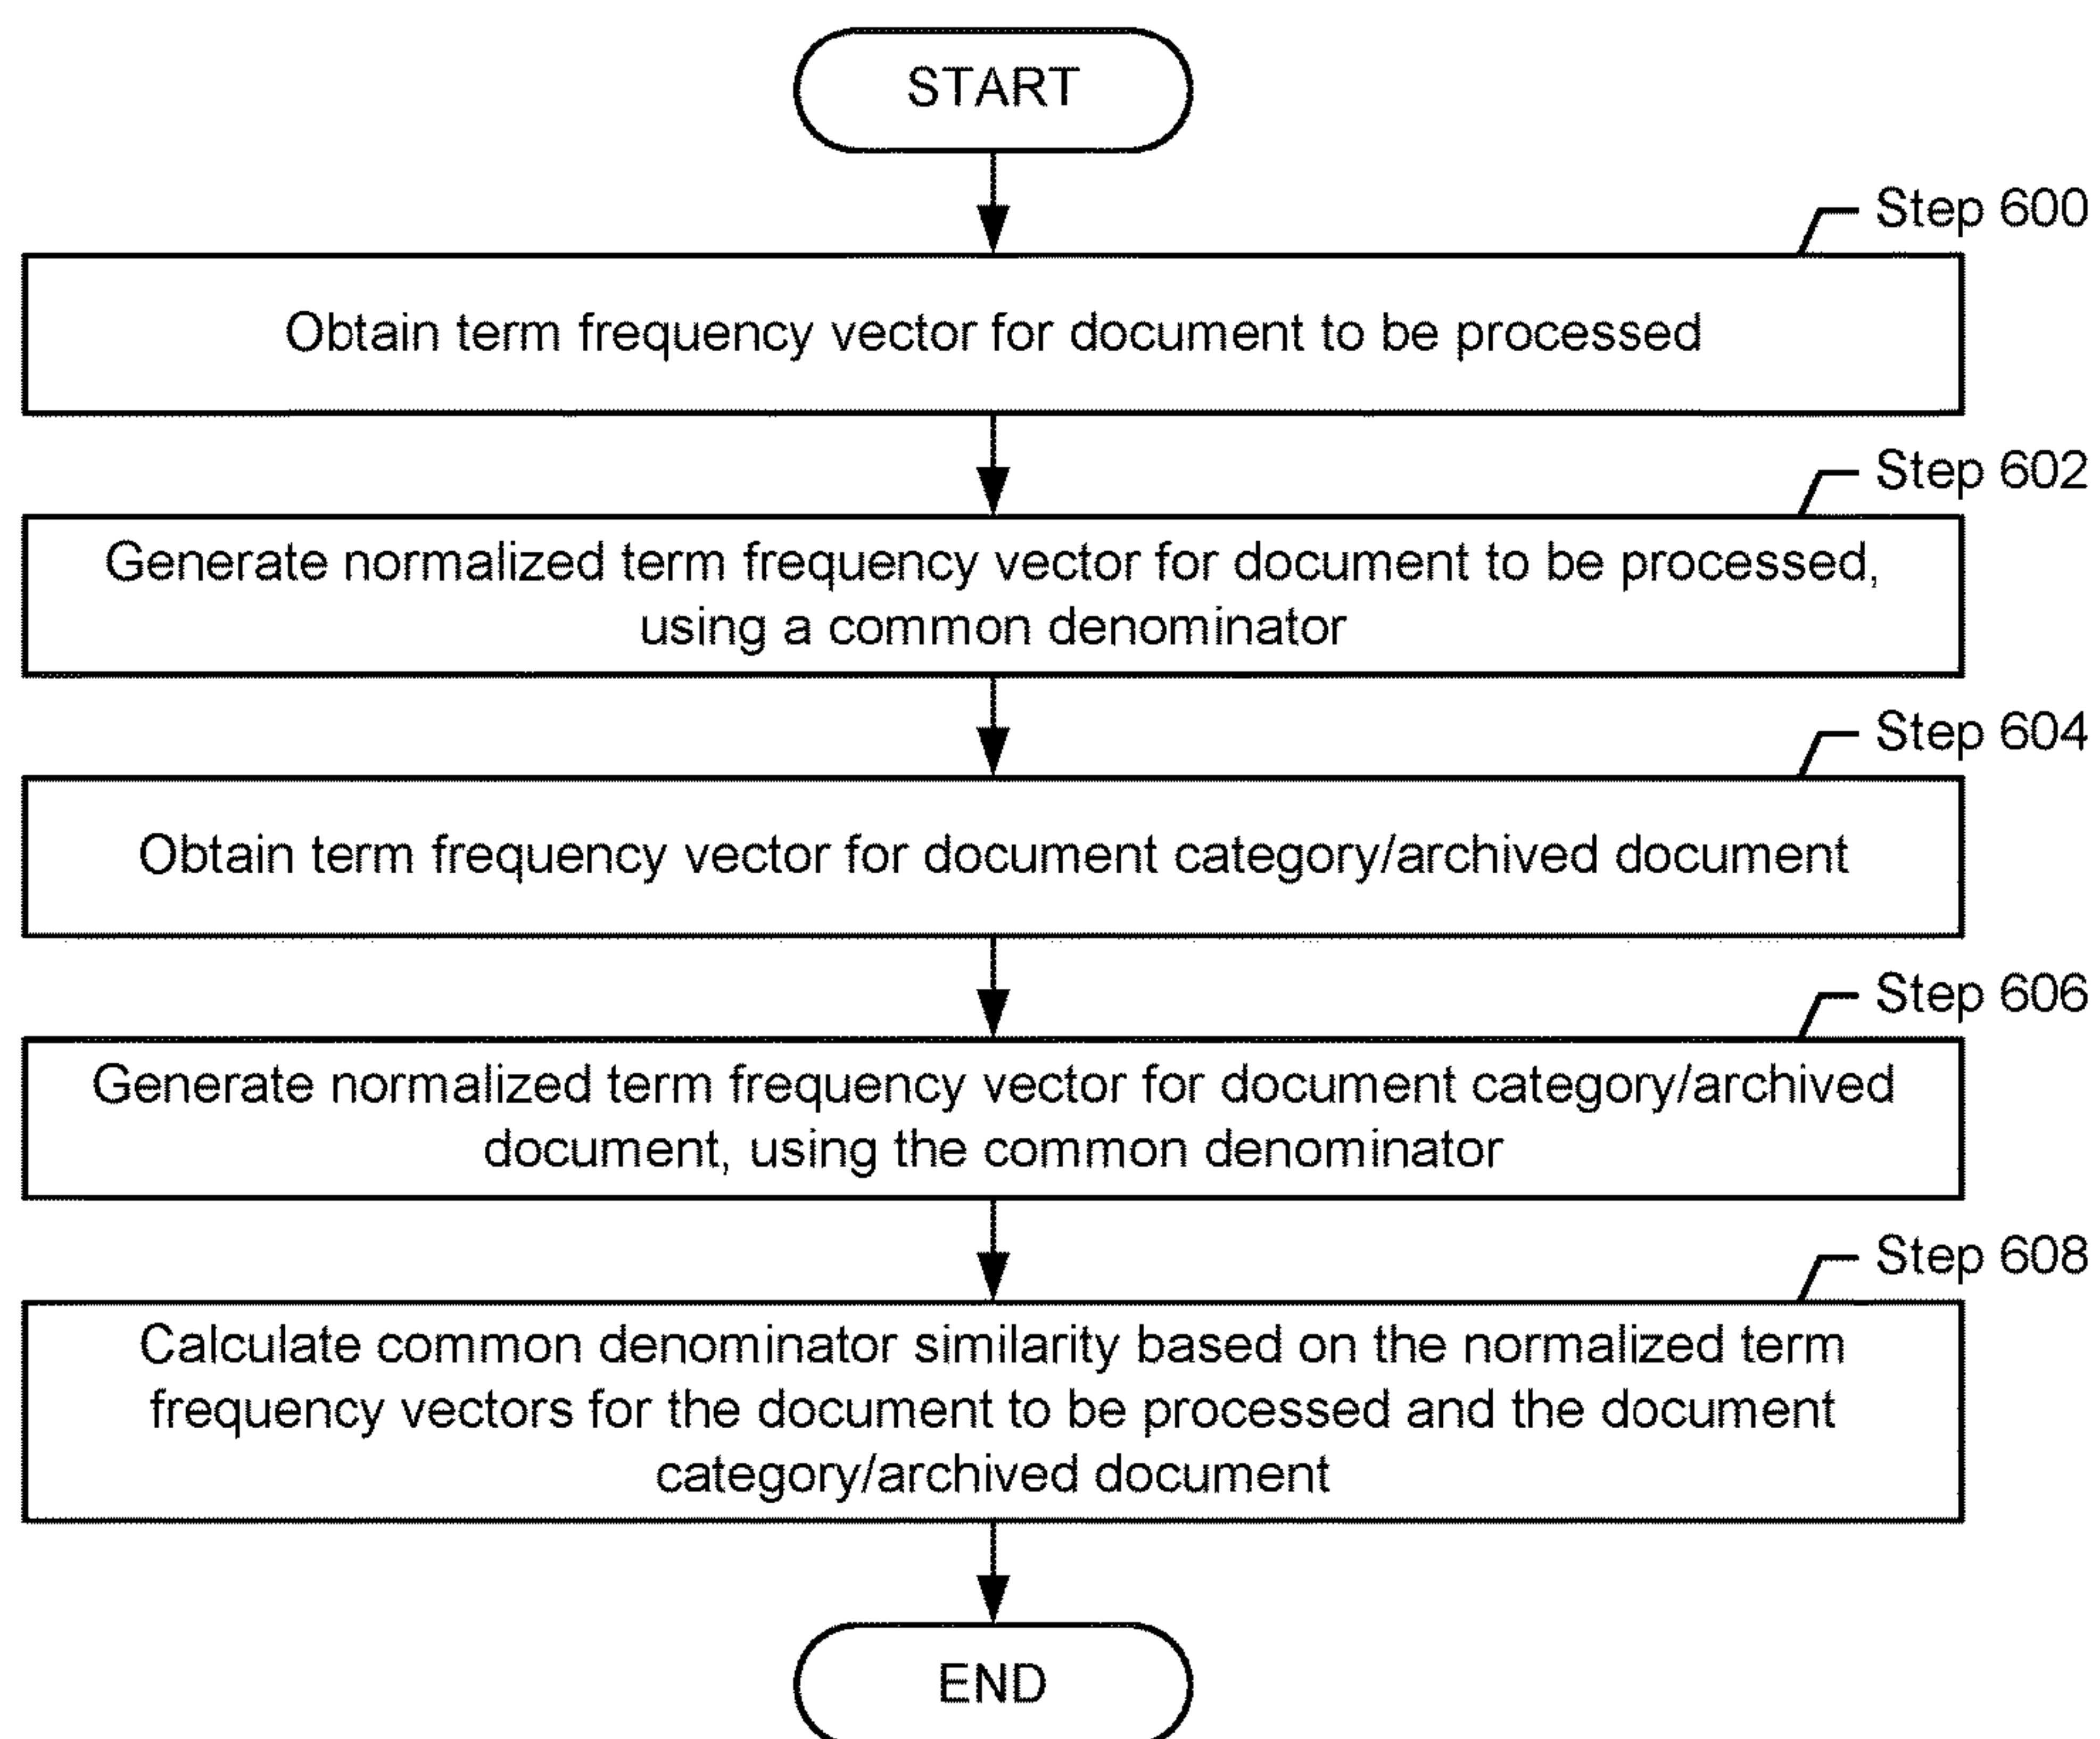 START
Step 600
Obtain term frequency vector for document to be processed
Step 602
Generate normalized term frequency vector for document to be processed,
using a common denominator
Step 604
Obtain term frequency vector for document category/archived document
Step 606
Generate normalized term frequency vector for document category/archived
document, using the common denominator
Step 608
Calculate common denominator similarity based on the normalized term
frequency vectors for the document to be processed and the document
category/archived document
END